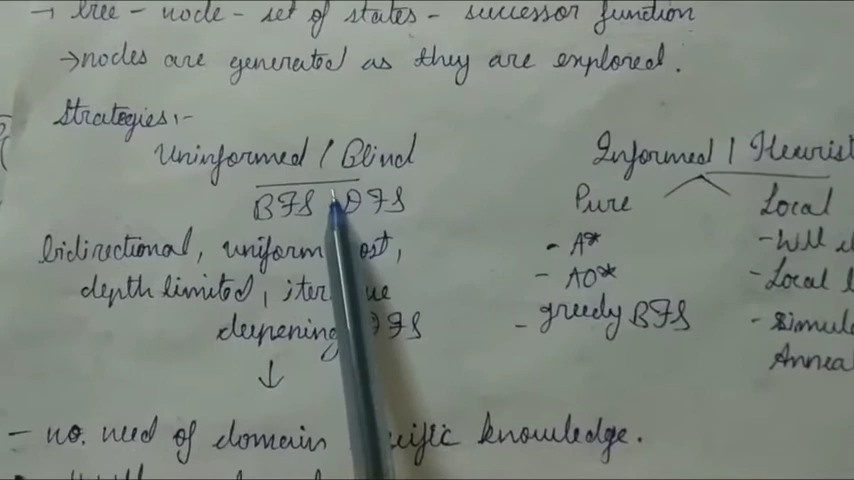 → tree - node - set of states - successor function
→ nodes are generated as they are explored.
Strategies:-
Uninformed / Blind
BFS DFS
bidirectional, uniform cost,
depth limited, iterative
deepening DFS
↓
- no. need of domain specific knowledge.
Informed / Heurist
Pure
- A*
- AO*
- greedy BFS
Local
- Hill
- Local
- Simul
Annea